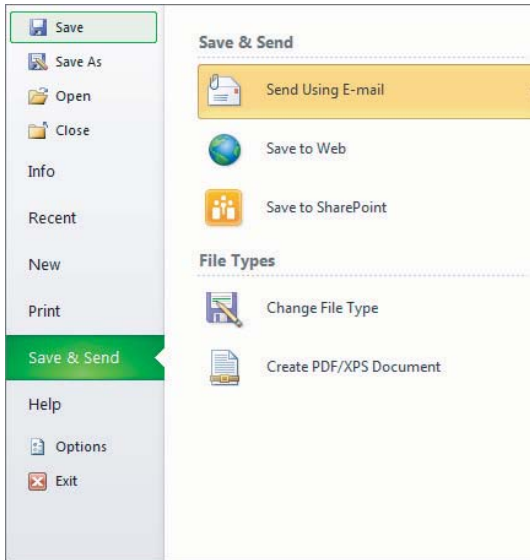 Save
Save As
Open
Close
Info
Recent
New
Print
Save & Send
Help
Options
Exit
Save & Send
Send Using E-mail
Save to Web
Save to SharePoint
File Types
Change File Type
Create PDF/XPS Document